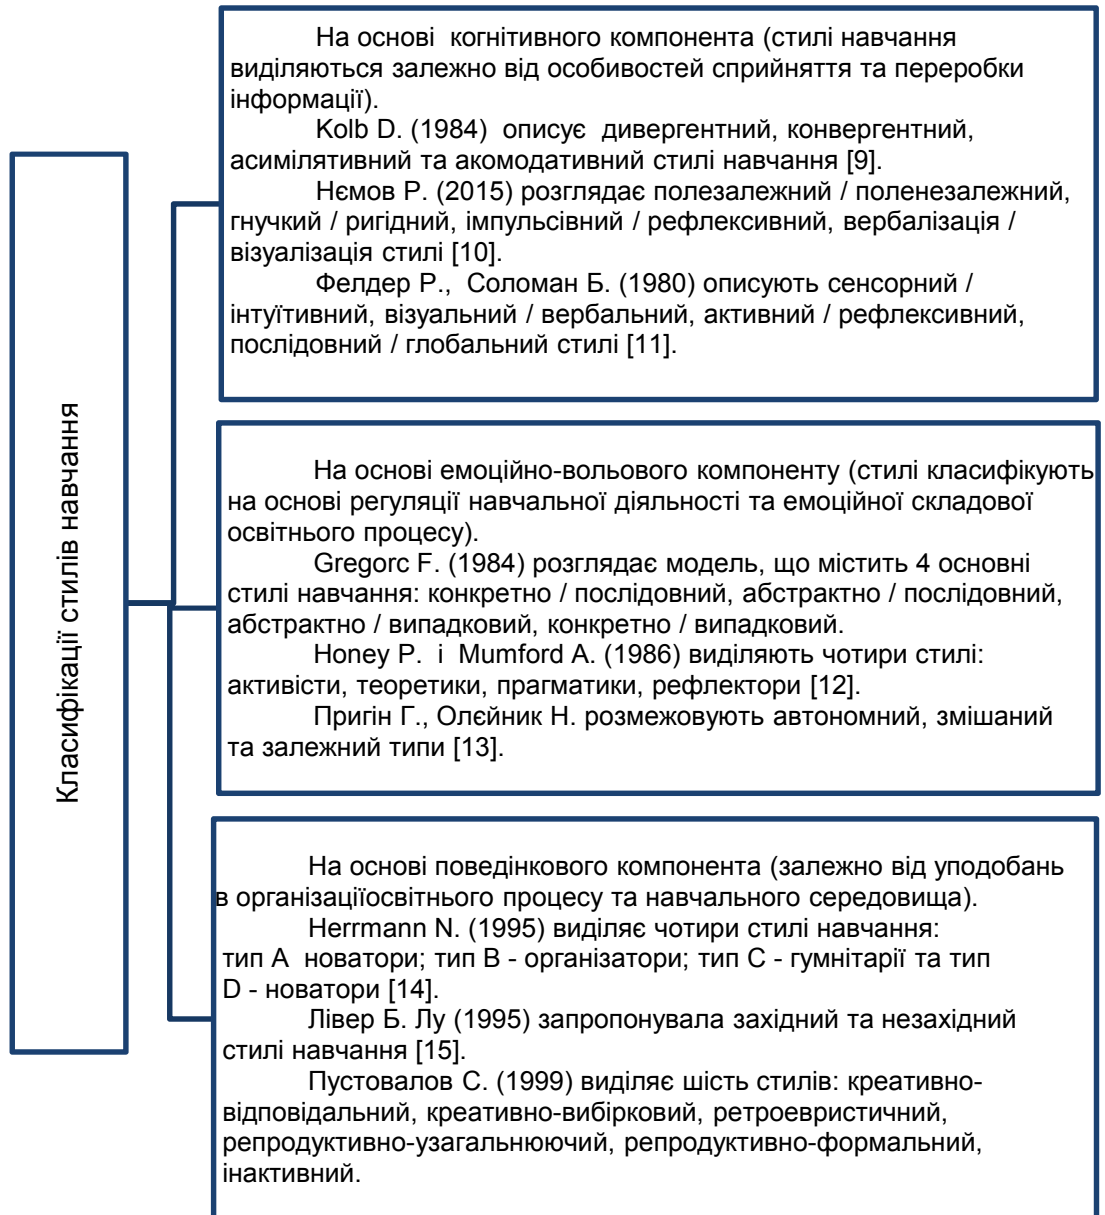 Класифікації стилів навчання
На основі когнітивного компонента (стилі навчання
виділяються залежно від особливостей сприйняття та переробки
інформації).
Kolb D. (1984) описує дивергентний, конвергентний,
асимілятивний та акомодативний стилі навчання [9].
Нємов Р. (2015) розглядає полезалежний / поленезалежний,
гнучкий / ригідний, імпульсівний / рефлексивний, вербалізація /
візуалізація стилі [10].
Фелдер Р., Соломан Б. (1980) описують сенсорний /
інтуїтивний, візуальний / вербальний, активний / рефлексивний,
послідовний / глобальний стилі [11].
На основі емоційно-вольового компоненту (стилі класифікують
на основі регуляції навчальної діяльності та емоційної складової
освітнього процесу).
Gregorc F. (1984) розглядає модель, що містить 4 основні
стилі навчання: конкретно / послідовний, абстрактно / послідовний,
абстрактно / випадковий, конкретно / випадковий.
Honey P. і Mumford A. (1986) виділяють чотири стилі:
активісти, теоретики, прагматики, рефлектори [12].
Пригін Г., Олєйник Н. розмежовують автономний, змішаний
та залежний типи [13].
На основі поведінкового компонента (залежно від уподобань
в організаціїосвітнього процесу та навчального середовища).
Herrmann N. (1995) виділяє чотири стилі навчання:
тип А новатори; тип В - організатори; тип С - гумнітарії та тип
D - новатори [14].
Лівер Б. Лу (1995) запропонувала західний та незахідний
стилі навчання [15].
Пустовалов С. (1999) виділяє шість стилів: креативно-
відповідальний, креативно-вибірковий, ретроевристичний,
репродуктивно-узагальнюючий, репродуктивно-формальний,
інактивний.